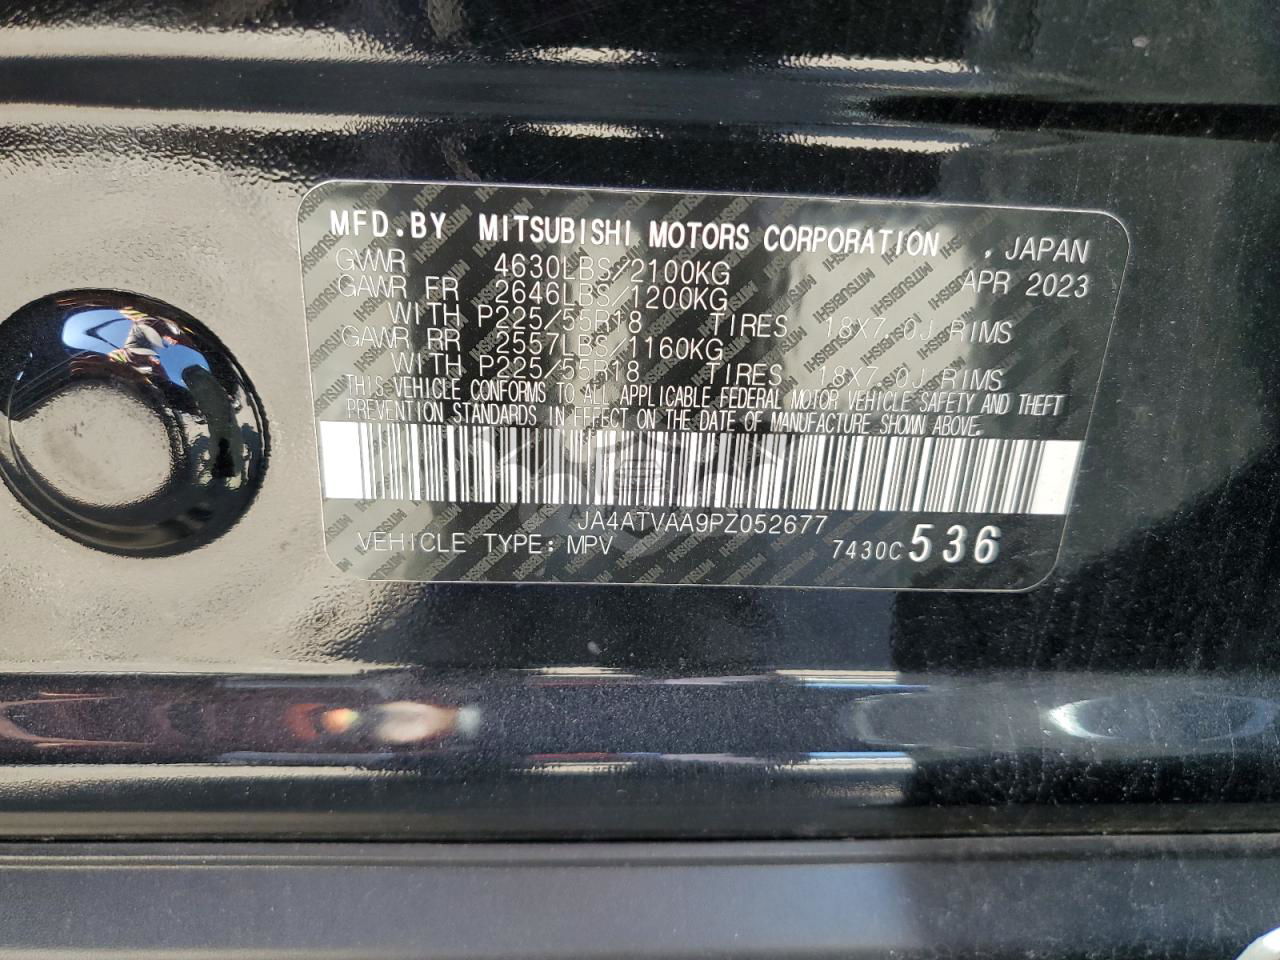 MFD.BY MITSUBISHI MOTORS CORPORATION , JAPAN
GVWR 4630LBS/2100KG APR 2023
GAWR FR 2646LBS/1200KG
WITH P225/55R18 TIRES, 18X7.0J RIMS
GAWR RR 2557LBS/1160KG
WITH P225/55R18 TIRES, 18X7.0J RIMS
THIS VEHICLE CONFORMS TO ALL APPLICABLE FEDERAL MOTOR VEHICLE SAFETY AND THEFT
PREVENTION STANDARDS IN EFFECT ON THE DATE OF MANUFACTURE SHOWN ABOVE.
JA4ATVAA9PZ052677
VEHICLE TYPE: MPV 7430C 536